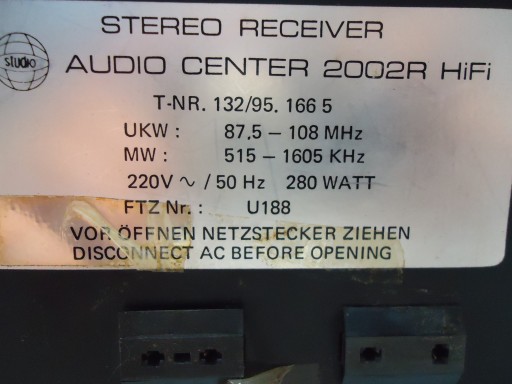 STEREO RECEIVER
studio
AUDIO CENTER 2002R HiFi
T-NR. 132/95. 166 5
UKW : 87,5 – 108 MHz
MW : 515 – 1605 KHz
220V ~ / 50 Hz 280 WATT
FTZ Nr. : U188
VOR ÖFFNEN NETZSTECKER ZIEHEN
DISCONNECT AC BEFORE OPENING